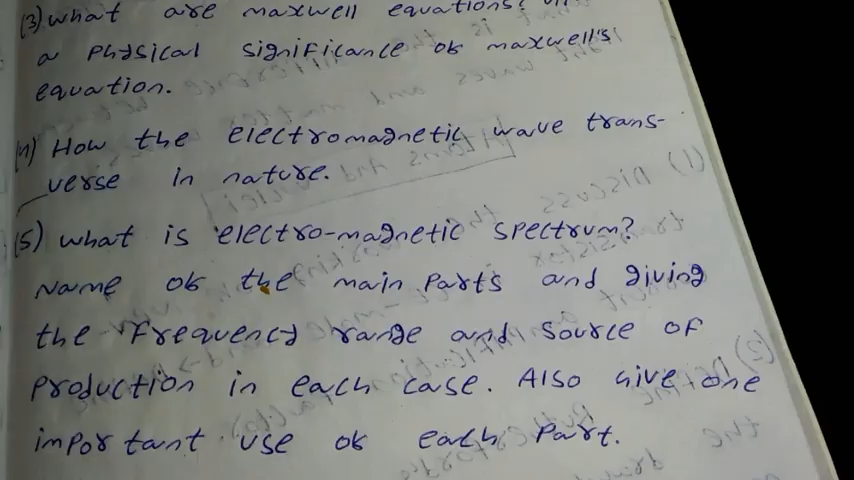 (3) what are maxwell equations?
a physical significance of maxwell's
equation.
(4) How the electromagnetic wave trans-
verse in nature.
(5) what is electro-magnetic spectrum?
Name of the main parts and giving
the frequency range and source of
production in each case. Also give one
important use of each part.